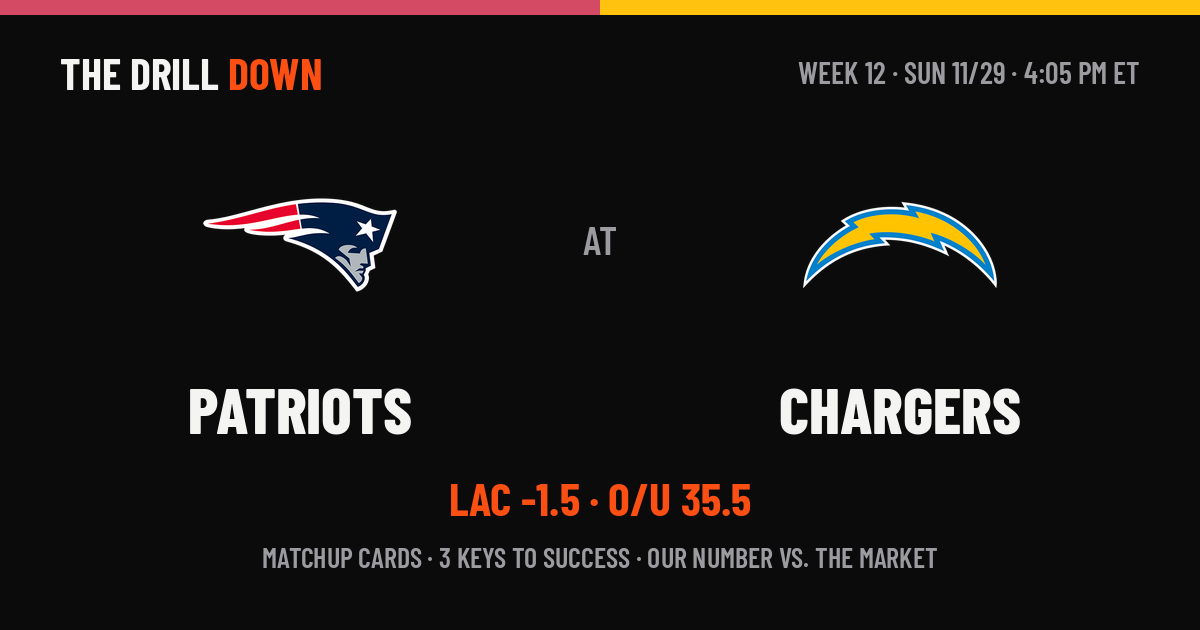 THE DRILL DOWN
WEEK 12 · SUN 11/29 · 4:05 PM ET
AT
PATRIOTS
CHARGERS
LAC -1.5 · O/U 35.5
MATCHUP CARDS · 3 KEYS TO SUCCESS · OUR NUMBER VS. THE MARKET